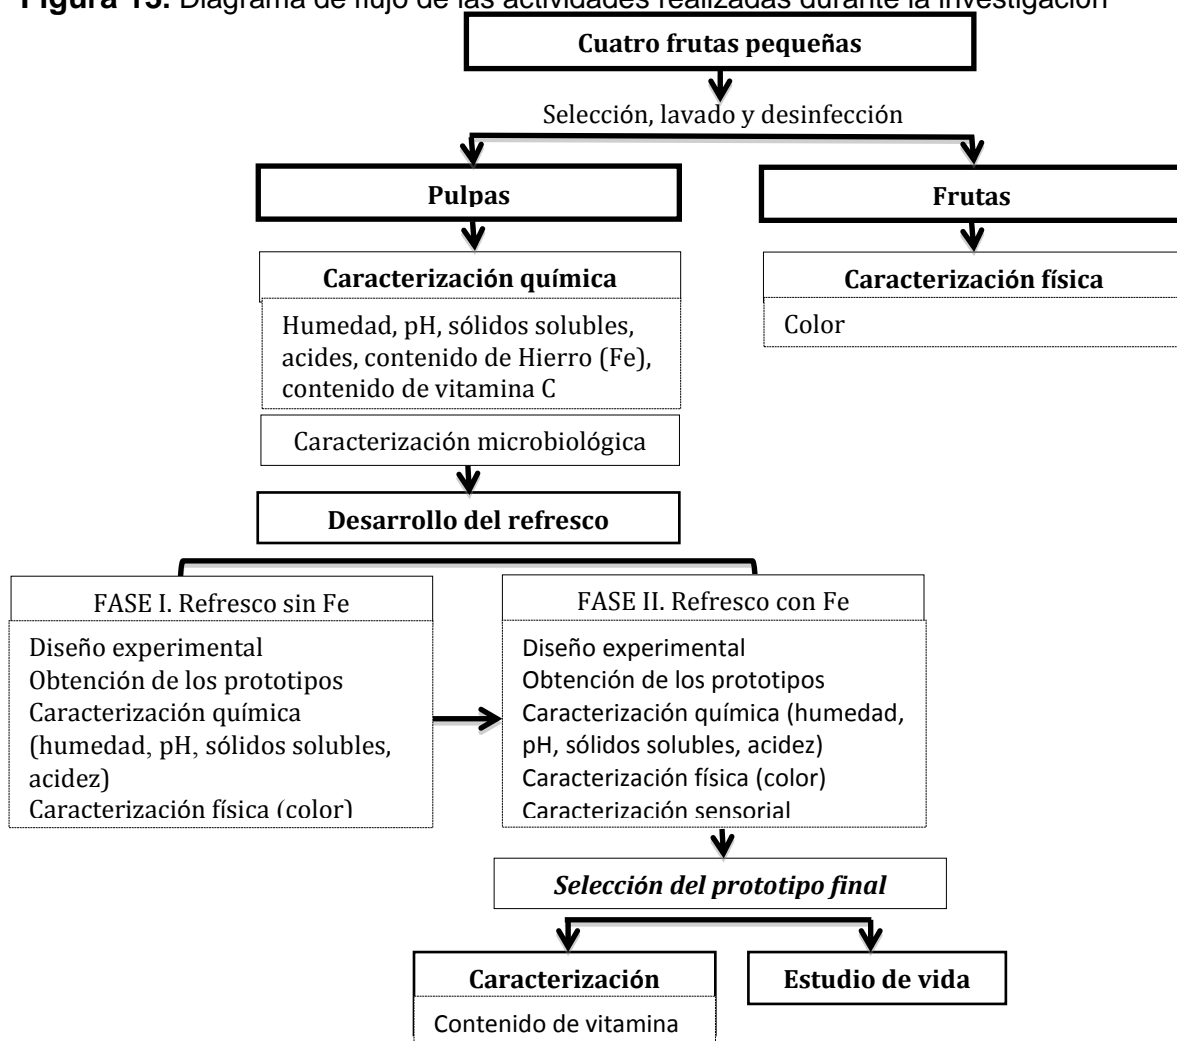 Figura 15. Diagrama de flujo de las actividades realizadas durante la investigación
Cuatro frutas pequeñas
Selección, lavado y desinfección
Pulpas
Frutas
Caracterización química
Humedad, pH, sólidos solubles,
acides, contenido de Hierro (Fe),
contenido de vitamina C
Caracterización física
Color
Caracterización microbiológica
Desarrollo del refresco
FASE I. Refresco sin Fe
Diseño experimental
Obtención de los prototipos
Caracterización química
(humedad, pH, sólidos solubles,
acidez)
Caracterización física (color)
FASE II. Refresco con Fe
Diseño experimental
Obtención de los prototipos
Caracterización química (humedad,
pH, sólidos solubles, acidez)
Caracterización física (color)
Caracterización sensorial
Selección del prototipo final
Caracterización
Contenido de vitamina
Estudio de vida